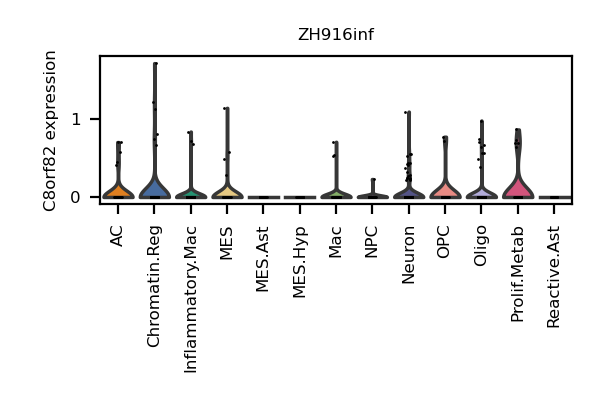 ZH916inf
C8orf82 expression
1
0
AC
Chromatin.Reg
Inflammatory.Mac
MES
MES.Ast
MES.Hyp
Mac
NPC
Neuron
OPC
Oligo
Prolif.Metab
Reactive.Ast